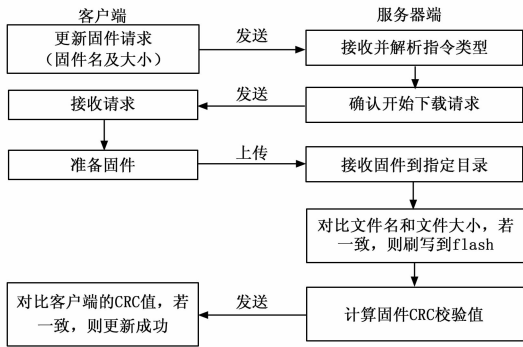 客户端
服务器端
更新固件请求
（固件名及大小）
发送
接收并解析指令类型
接收请求
发送
确认开始下载请求
准备固件
上传
接收固件到指定目录
对比文件名和文件大小，若
一致，则刷写到flash
对比客户端的CRC值，若
一致，则更新成功
发送
计算固件CRC校验值